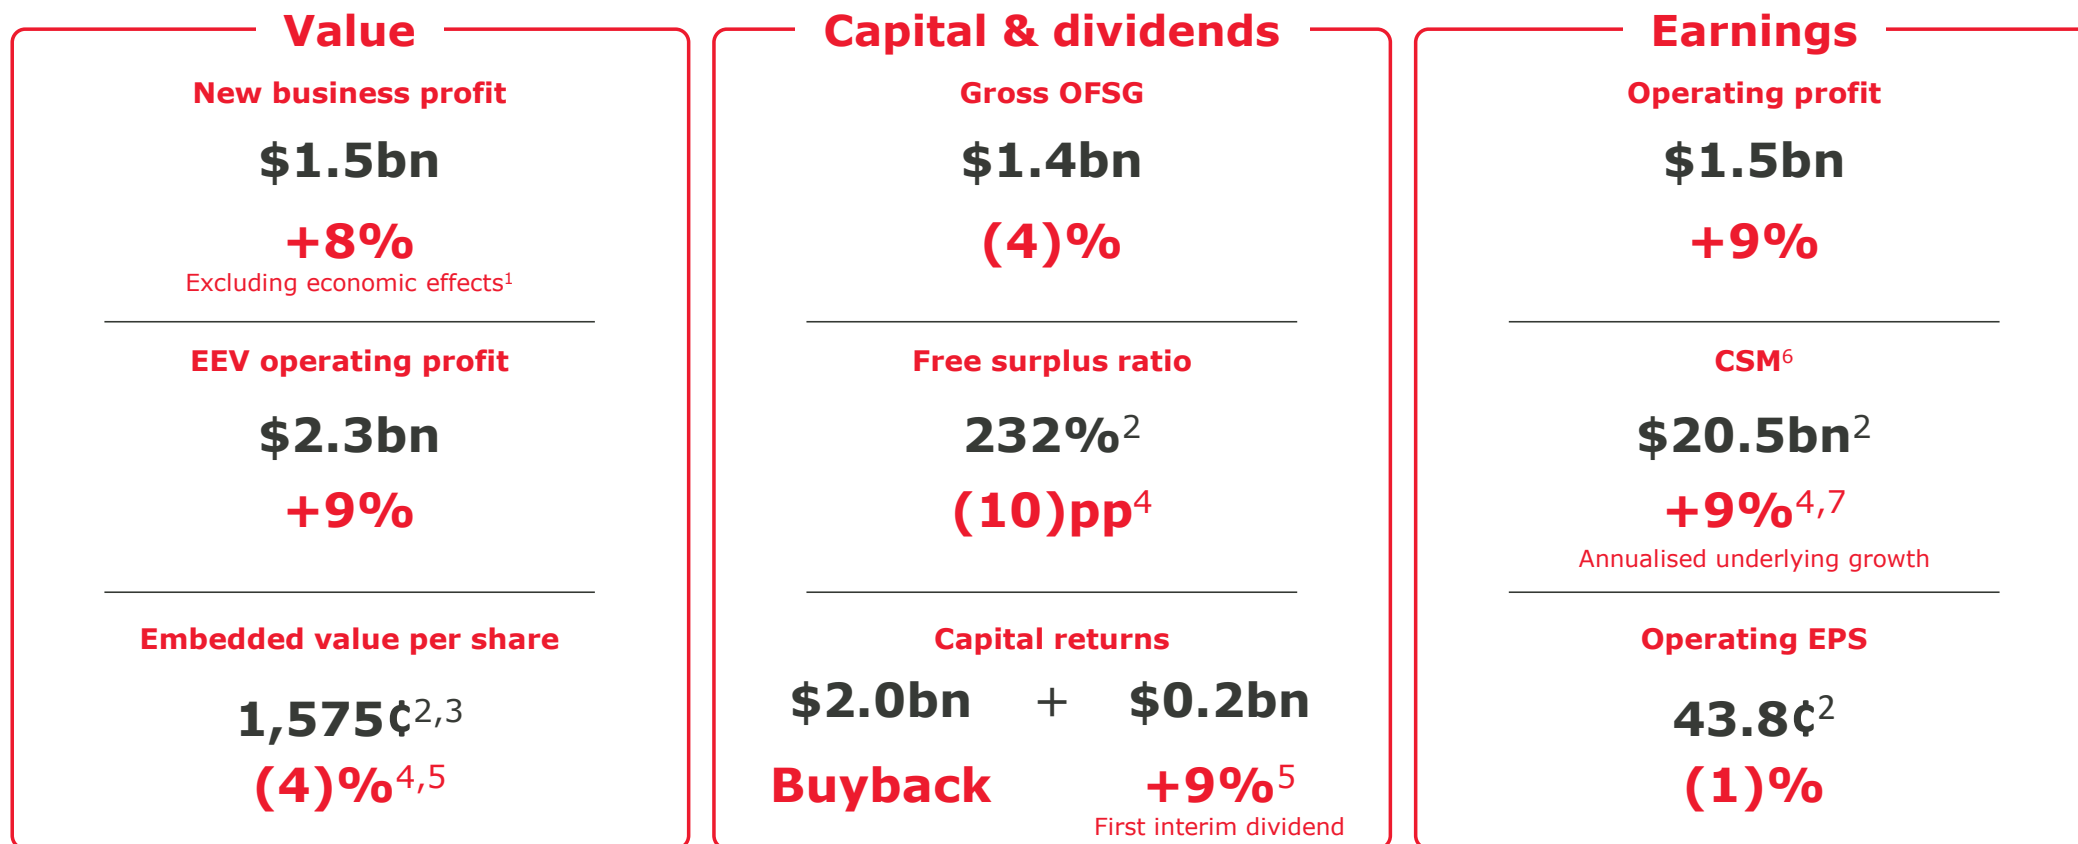 Value
New business profit
$1.5bn
+8%
Excluding economic effects¹
EEV operating profit
$2.3bn
+9%
Embedded value per share
1,575¢²,³
(4)%⁴,⁵
Capital & dividends
Gross OFSG
$1.4bn
(4)%
Free surplus ratio
232%²
(10)pp⁴
Capital returns
$2.0bn + $0.2bn
Buyback +9%⁵
First interim dividend
Earnings
Operating profit
$1.5bn
+9%
CSM⁶
$20.5bn²
+9%⁴,⁷
Annualised underlying growth
Operating EPS
43.8¢²
(1)%